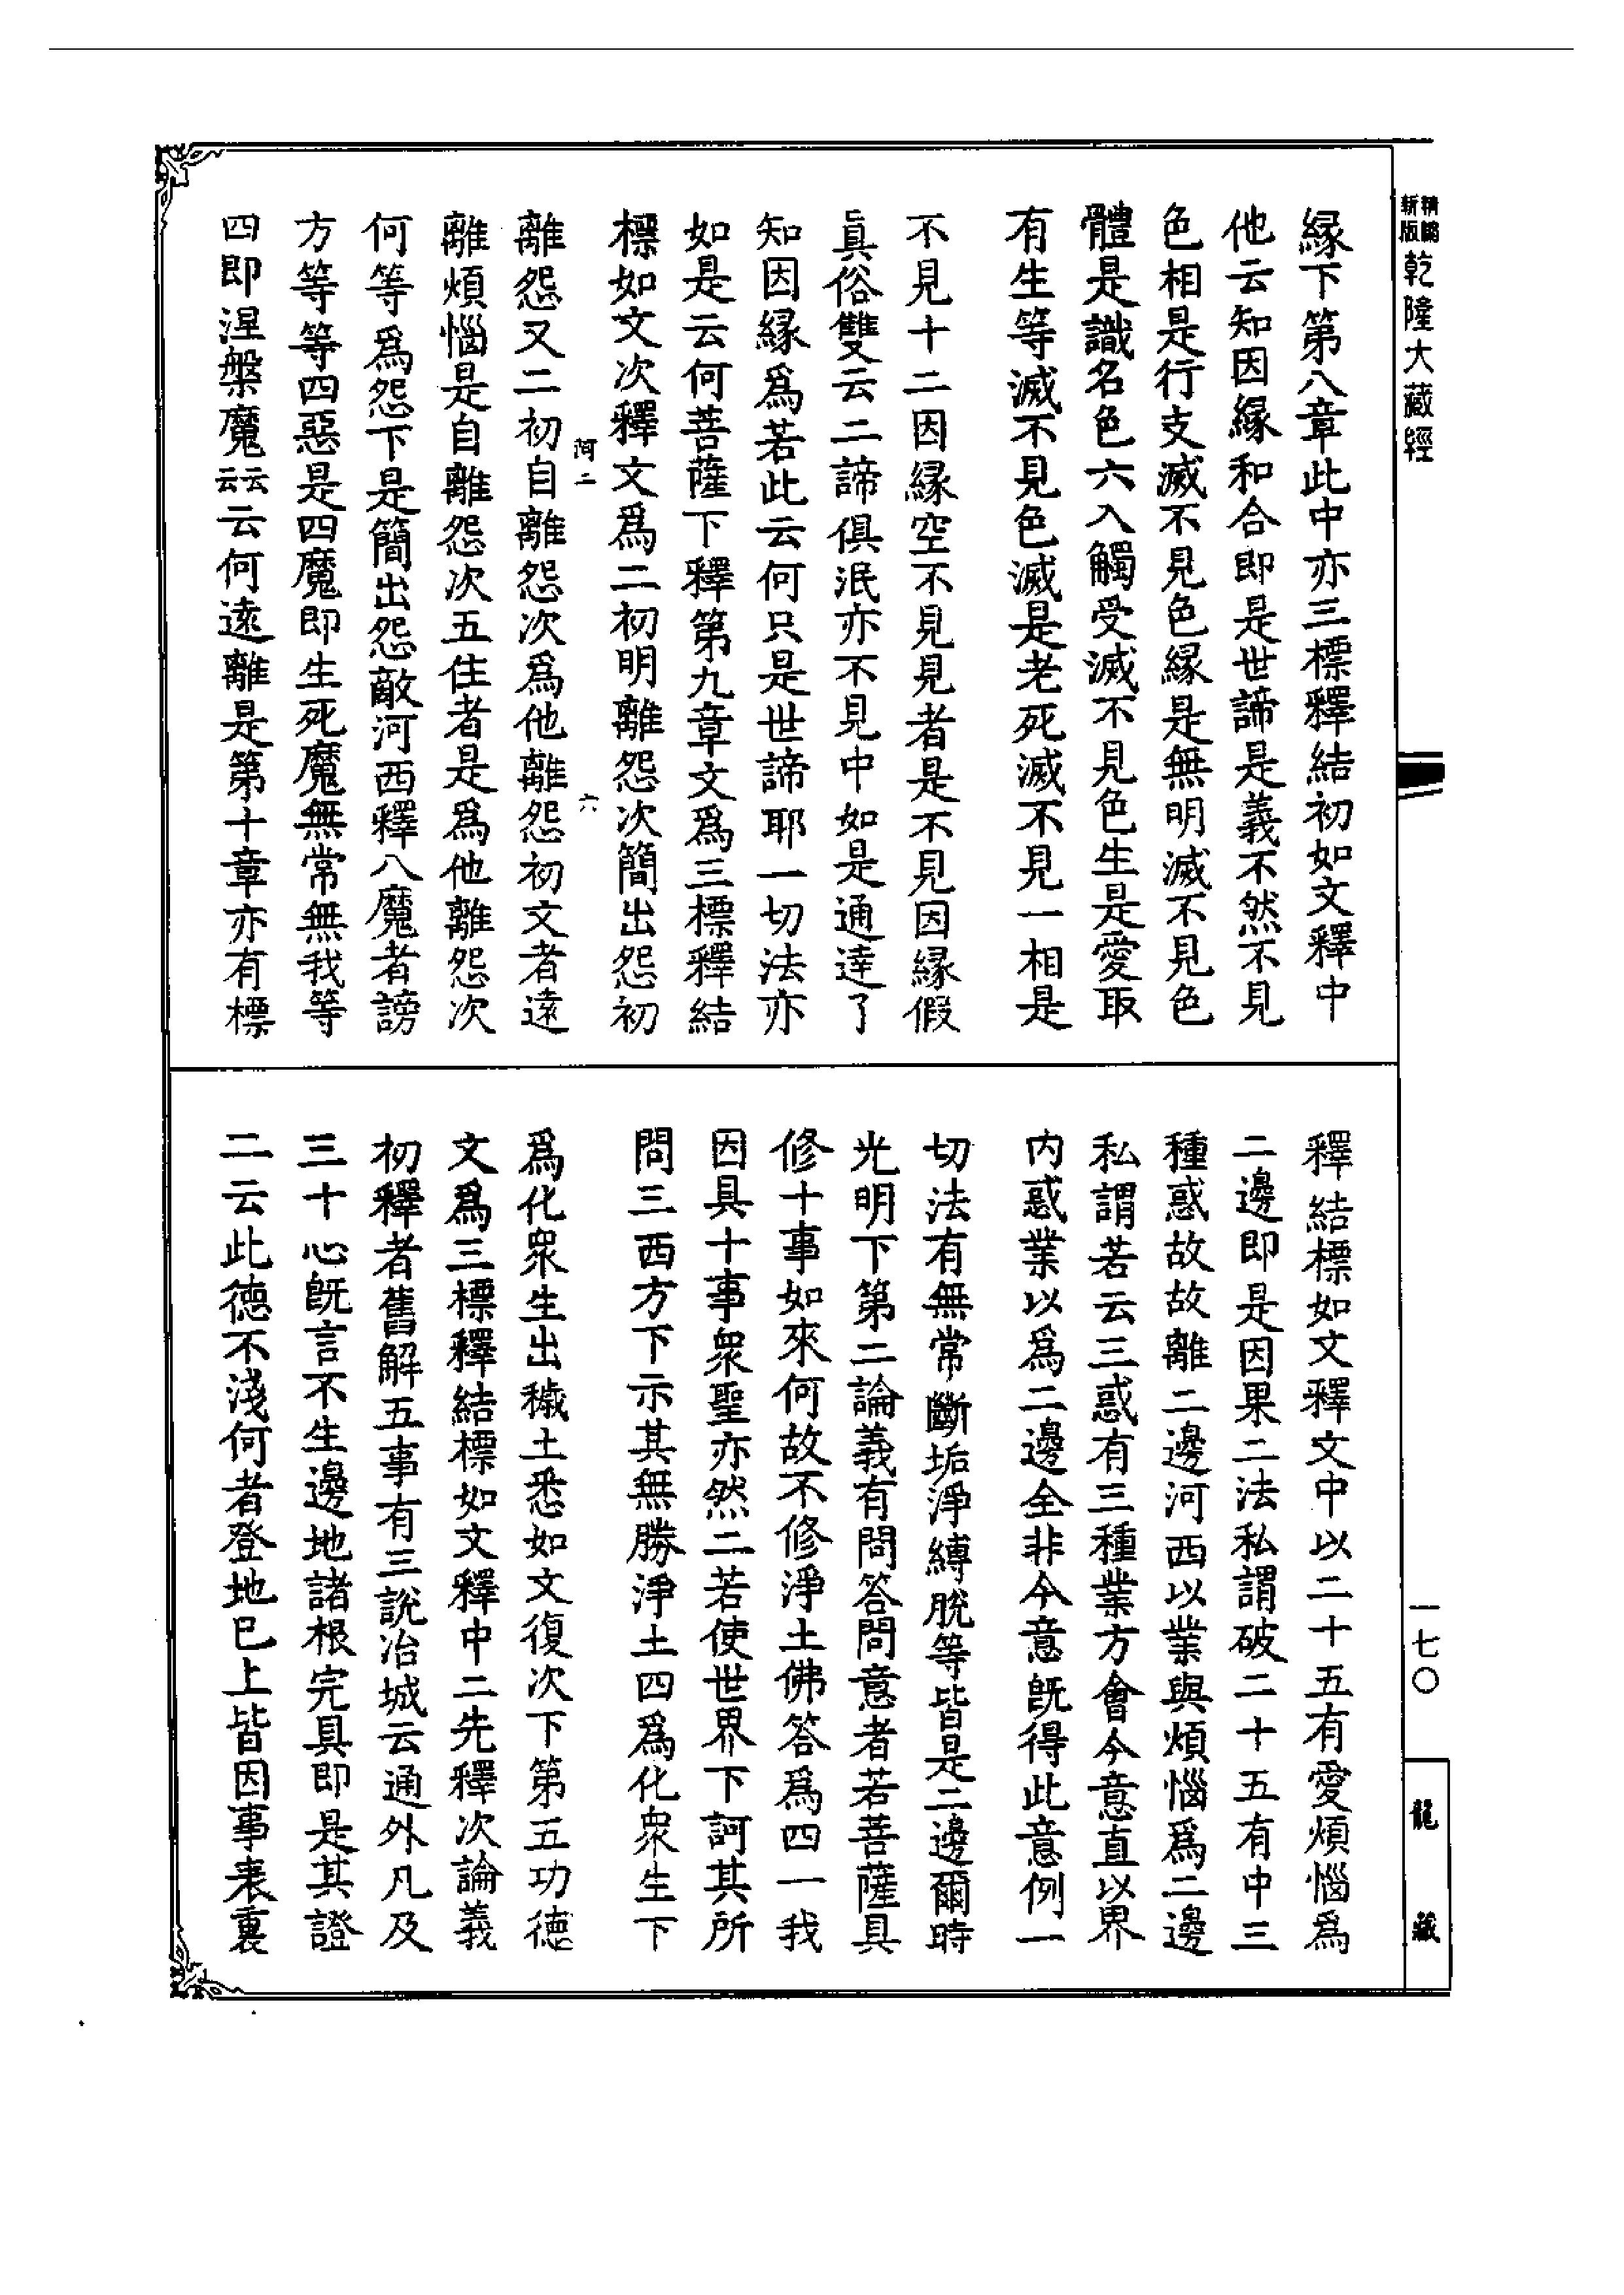 新版 精縮 乾隆大藏經
緣下第八章此中亦三標釋結初如文釋中
他云知因緣和合即是世諦是義不然不見
色相是行支滅不見色緣是無明滅不見色
體是識名色六入觸受滅不見色生是愛取
有生等滅不見色滅是老死滅不見一相是
不見十二因緣空不見見者是不見因緣假
眞俗雙云二諦俱泯亦不見中如是通達了
知因緣爲若此云何只是世諦耶一切法亦
如是云何菩薩下釋第九章文爲三標釋結
標如文次釋文爲二初明離怨次簡出怨初
阿二 六
離怨又二初自離怨次爲他離怨初文者遠
離煩惱是自離怨次五住者是爲他離怨次
何等爲怨下是簡出怨敵河西釋八魔者謗
方等等四惡是四魔即生死魔無常無我等
四即涅槃魔云云云何遠離是第十章亦有標
釋結標如文釋文中以二十五有愛煩惱爲
二邊即是因果二法私謂破二十五有中三
種惑故故離二邊河西以業與煩惱爲二邊
私謂若云三惑有三種業方會今意直以界
内惑業以爲二邊全非今意旣得此意例一
切法有無常斷垢淨縛脫等皆是二邊爾時
光明下第二論義有問答問意者若菩薩具
修十事如來何故不修淨土佛答爲四一我
因具十事衆聖亦然二若使世界下訶其所
問三西方下示其無勝淨土四爲化衆生下
爲化衆生出穢土悉如文復次下第五功德
文爲三標釋結標如文釋中二先釋次論義
初釋者舊解五事有三說冶城云通外凡及
三十心旣言不生邊地諸根完具即是其證
二云此德不淺何者登地已上皆因事表裏
一七〇
龍藏